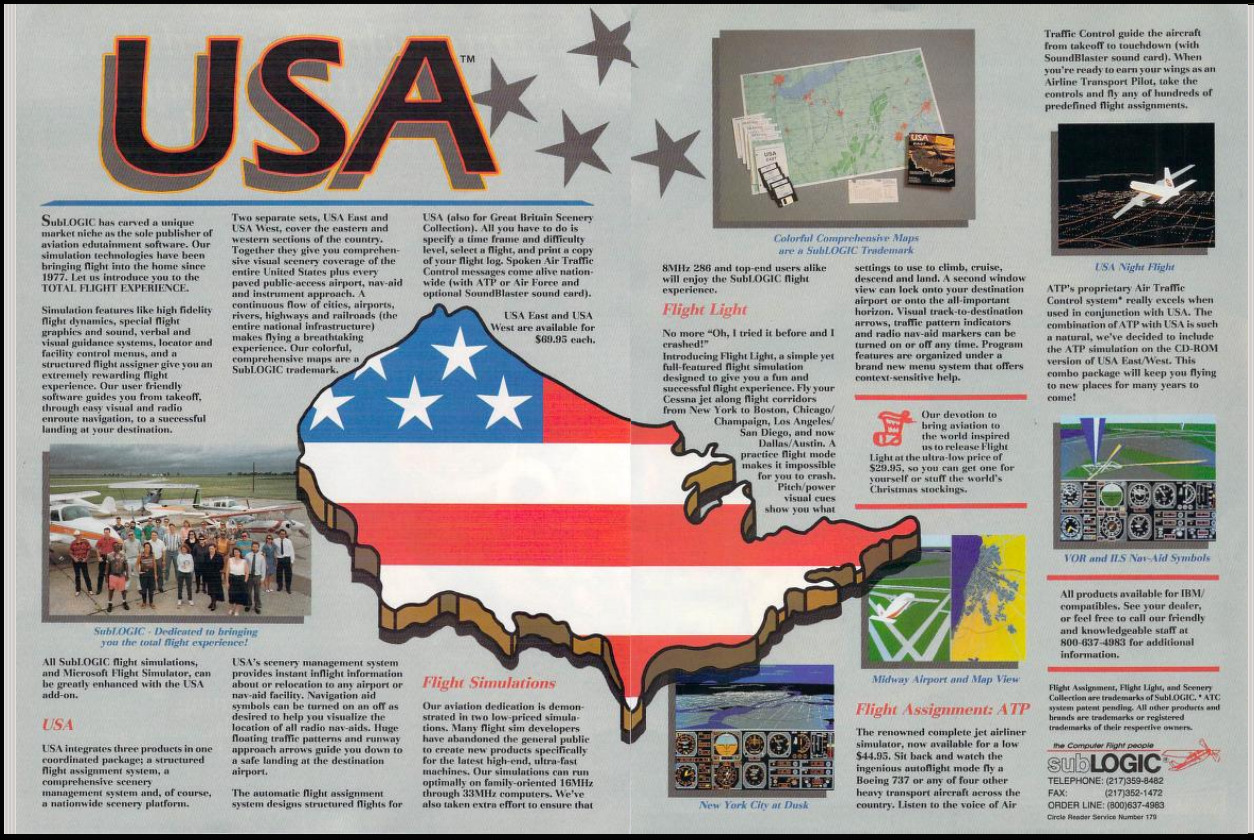 USA™
SubLOGIC has carved a unique
market niche as the sole publisher of
aviation edutainment software. Our
simulation technologies have been
bringing flight into the home since
1977. Let us introduce you to the
TOTAL FLIGHT EXPERIENCE.
Simulation features like high fidelity
flight dynamics, special flight
graphics and sound, verbal and
visual guidance systems, locator and
facility control menus, and a
structured flight assigner give you an
extremely rewarding flight
experience. Our user friendly
software guides you from takeoff,
through easy visual and radio
enroute navigation, to a successful
landing at your destination.
SubLOGIC - Dedicated to bringing
you the total flight experience!
All SubLOGIC flight simulations,
and Microsoft Flight Simulator, can
be greatly enhanced with the USA
add-on.
USA
USA integrates three products in one
coordinated package; a structured
flight assignment system, a
comprehensive scenery
management system and, of course,
a nationwide scenery platform.
Two separate sets, USA East and
USA West, cover the eastern and
western sections of the country.
Together they give you comprehen-
sive visual scenery coverage of the
entire United States plus every
paved public-access airport, nav-aid
and instrument approach. A
continuous flow of cities, airports,
rivers, highways and railroads (the
entire national infrastructure)
makes flying a breathtaking
experience. Our colorful,
comprehensive maps are a
SubLOGIC trademark.
USA's scenery management system
provides instant inflight information
about or relocation to any airport or
nav-aid facility. Navigation aid
symbols can be turned on an off as
desired to help you visualize the
location of all radio nav-aids. Huge
floating traffic patterns and runway
approach arrows guide you down to
a safe landing at the destination
airport.
The automatic flight assignment
system designs structured flights for
USA (also for Great Britain Scenery
Collection). All you have to do is
specify a time frame and difficulty
level, select a flight, and print a copy
of your flight log. Spoken Air Traffic
Control messages come alive nation-
wide (with ATP or Air Force and
optional SoundBlaster sound card).
USA East and USA
West are available for
$69.95 each.
Flight Simulations
Our aviation dedication is demon-
strated in two low-priced simula-
tions. Many flight sim developers
have abandoned the general public
to create new products specifically
for the latest high-end, ultra-fast
machines. Our simulations can run
optimally on family-oriented 16MHz
through 33MHz computers. We've
also taken extra effort to ensure that
USA
EAST
USA
EAST
Colorful Comprehensive Maps
are a SubLOGIC Trademark
8MHz 286 and top-end users alike
will enjoy the SubLOGIC flight
experience.
Flight Light
No more "Oh, I tried it before and I
crashed!"
Introducing Flight Light, a simple yet
full-featured flight simulation
designed to give you a fun and
successful flight experience. Fly your
Cessna jet along flight corridors
from New York to Boston, Chicago/
Champaign, Los Angeles/
San Diego, and now
Dallas/Austin. A
practice flight mode
makes it impossible
for you to crash.
Pitch/power
visual cues
show you what
New York City at Dusk
settings to use to climb, cruise,
descend and land. A second window
view can lock onto your destination
airport or onto the all-important
horizon. Visual track-to-destination
arrows, traffic pattern indicators
and radio nav-aid markers can be
turned on or off any time. Program
features are organized under a
brand new menu system that offers
context-sensitive help.
Our devotion to
bring aviation to
the world inspired
us to release Flight
Light at the ultra-low price of
$29.95, so you can get one for
yourself or stuff the world's
Christmas stockings.
Midway Airport and Map View
Flight Assignment: ATP
The renowned complete jet airliner
simulator, now available for a low
$44.95. Sit back and watch the
ingenious autoflight mode fly a
Boeing 737 or any of four other
heavy transport aircraft across the
country. Listen to the voice of Air
Traffic Control guide the aircraft
from takeoff to touchdown (with
SoundBlaster sound card). When
you're ready to earn your wings as an
Airline Transport Pilot, take the
controls and fly any of hundreds of
predefined flight assignments.
USA Night Flight
ATP's proprietary Air Traffic
Control system* really excels when
used in conjunction with USA. The
combination of ATP with USA is such
a natural, we've decided to include
the ATP simulation on the CD-ROM
version of USA East/West. This
combo package will keep you flying
to new places for many years to
come!
VOR and ILS Nav-Aid Symbols
All products available for IBM/
compatibles. See your dealer,
or feel free to call our friendly
and knowledgeable staff at
800-637-4983 for additional
information.
Flight Assignment, Flight Light, and Scenery
Collection are trademarks of SubLOGIC. * ATC
system patent pending. All other products and
brands are trademarks or registered
trademarks of their respective owners.
the Computer Flight people
subLOGIC®
TELEPHONE: (217)359-8482
FAX: (217)352-1472
ORDER LINE: (800)637-4983
Circle Reader Service Number 179